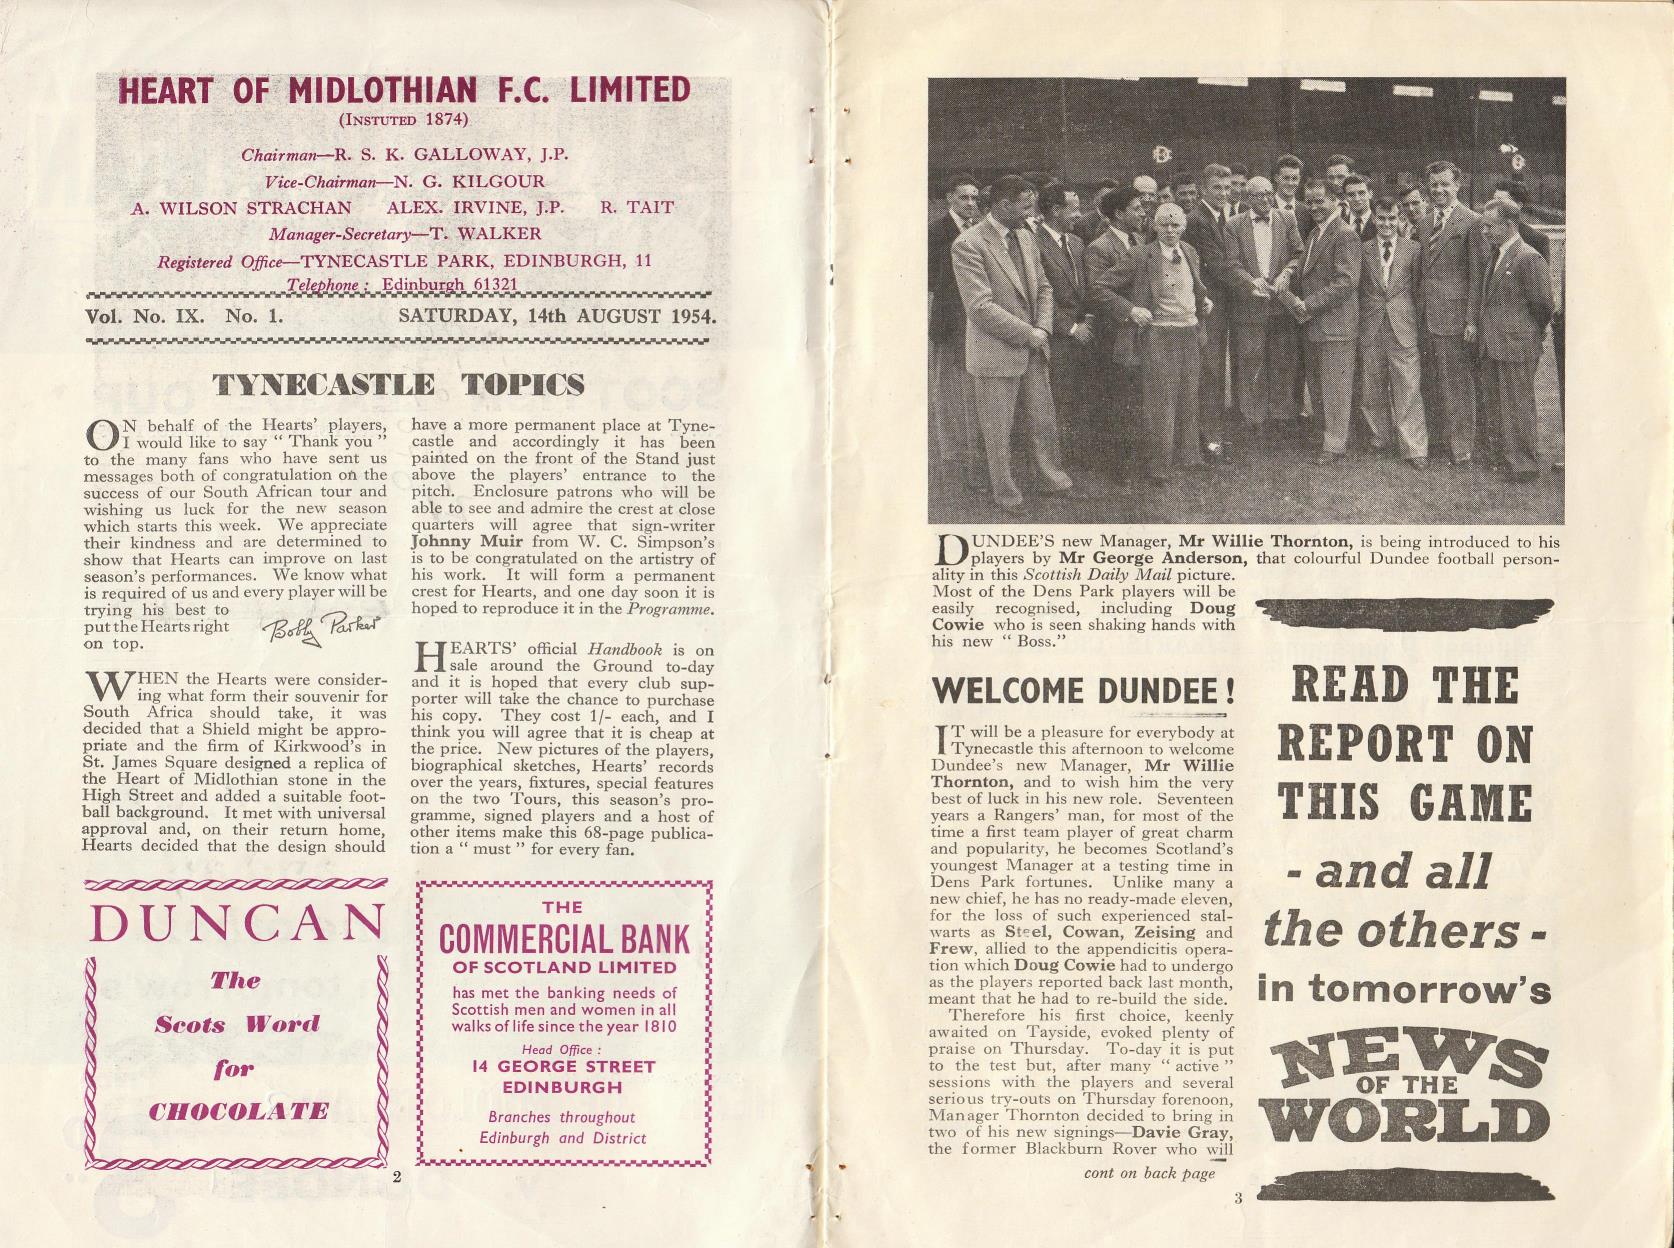 HEART OF MIDLOTHIAN F.C. LIMITED
(INSTUTED 1874)
Chairman—R. S. K. GALLOWAY, J.P.
Vice-Chairman—N. G. KILGOUR
A. WILSON STRACHAN ALEX. IRVINE, J.P. R. TAIT
Manager-Secretary—T. WALKER
Registered Office—TYNECASTLE PARK, EDINBURGH, 11
Telephone : Edinburgh 61321
Vol. No. IX. No. 1. SATURDAY, 14th AUGUST 1954.
TYNECASTLE TOPICS
ON behalf of the Hearts' players,
I would like to say " Thank you "
to the many fans who have sent us
messages both of congratulation on the
success of our South African tour and
wishing us luck for the new season
which starts this week. We appreciate
their kindness and are determined to
show that Hearts can improve on last
season's performances. We know what
is required of us and every player will be
trying his best to
put the Hearts right
on top.
Bobby Parker
WHEN the Hearts were consider-
ing what form their souvenir for
South Africa should take, it was
decided that a Shield might be appro-
priate and the firm of Kirkwood's in
St. James Square designed a replica of
the Heart of Midlothian stone in the
High Street and added a suitable foot-
ball background. It met with universal
approval and, on their return home,
Hearts decided that the design should
have a more permanent place at Tyne-
castle and accordingly it has been
painted on the front of the Stand just
above the players' entrance to the
pitch. Enclosure patrons who will be
able to see and admire the crest at close
quarters will agree that sign-writer
Johnny Muir from W. C. Simpson's
is to be congratulated on the artistry of
his work. It will form a permanent
crest for Hearts, and one day soon it is
hoped to reproduce it in the Programme.
HEARTS' official Handbook is on
sale around the Ground to-day
and it is hoped that every club sup-
porter will take the chance to purchase
his copy. They cost 1/- each, and I
think you will agree that it is cheap at
the price. New pictures of the players,
biographical sketches, Hearts' records
over the years, fixtures, special features
on the two Tours, this season's pro-
gramme, signed players and a host of
other items make this 68-page publica-
tion a " must " for every fan.
DUNCAN
The
Scots Word
for
CHOCOLATE
THE
COMMERCIAL BANK
OF SCOTLAND LIMITED
has met the banking needs of
Scottish men and women in all
walks of life since the year 1810
Head Office :
14 GEORGE STREET
EDINBURGH
Branches throughout
Edinburgh and District
2
DUNDEE'S new Manager, Mr Willie Thornton, is being introduced to his
players by Mr George Anderson, that colourful Dundee football person-
ality in this Scottish Daily Mail picture.
Most of the Dens Park players will be
easily recognised, including Doug
Cowie who is seen shaking hands with
his new " Boss."
WELCOME DUNDEE !
IT will be a pleasure for everybody at
Tynecastle this afternoon to welcome
Dundee's new Manager, Mr Willie
Thornton, and to wish him the very
best of luck in his new role. Seventeen
years a Rangers' man, for most of the
time a first team player of great charm
and popularity, he becomes Scotland's
youngest Manager at a testing time in
Dens Park fortunes. Unlike many a
new chief, he has no ready-made eleven,
for the loss of such experienced stal-
warts as Steel, Cowan, Zeising and
Frew, allied to the appendicitis opera-
tion which Doug Cowie had to undergo
as the players reported back last month,
meant that he had to re-build the side.
Therefore his first choice, keenly
awaited on Tayside, evoked plenty of
praise on Thursday. To-day it is put
to the test but, after many " active "
sessions with the players and several
serious try-outs on Thursday forenoon,
Manager Thornton decided to bring in
two of his new signings—Davie Gray,
the former Blackburn Rover who will
cont on back page
READ THE
REPORT ON
THIS GAME
- and all
the others -
in tomorrow's
NEWS
OF THE
WORLD
3